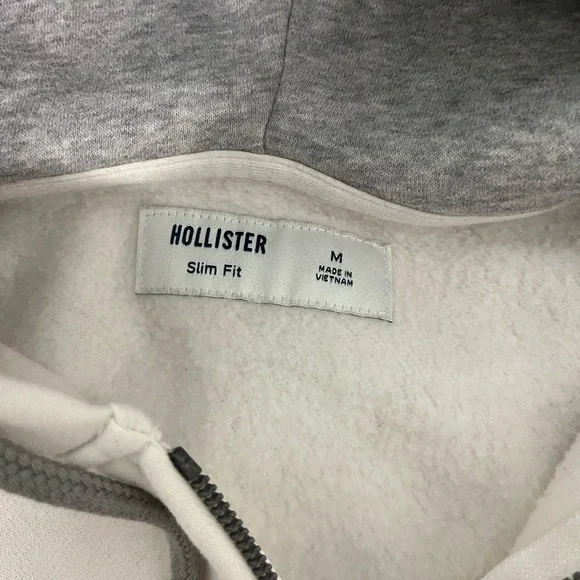 HOLLISTER
Slim Fit
M
MADE IN
VIETNAM